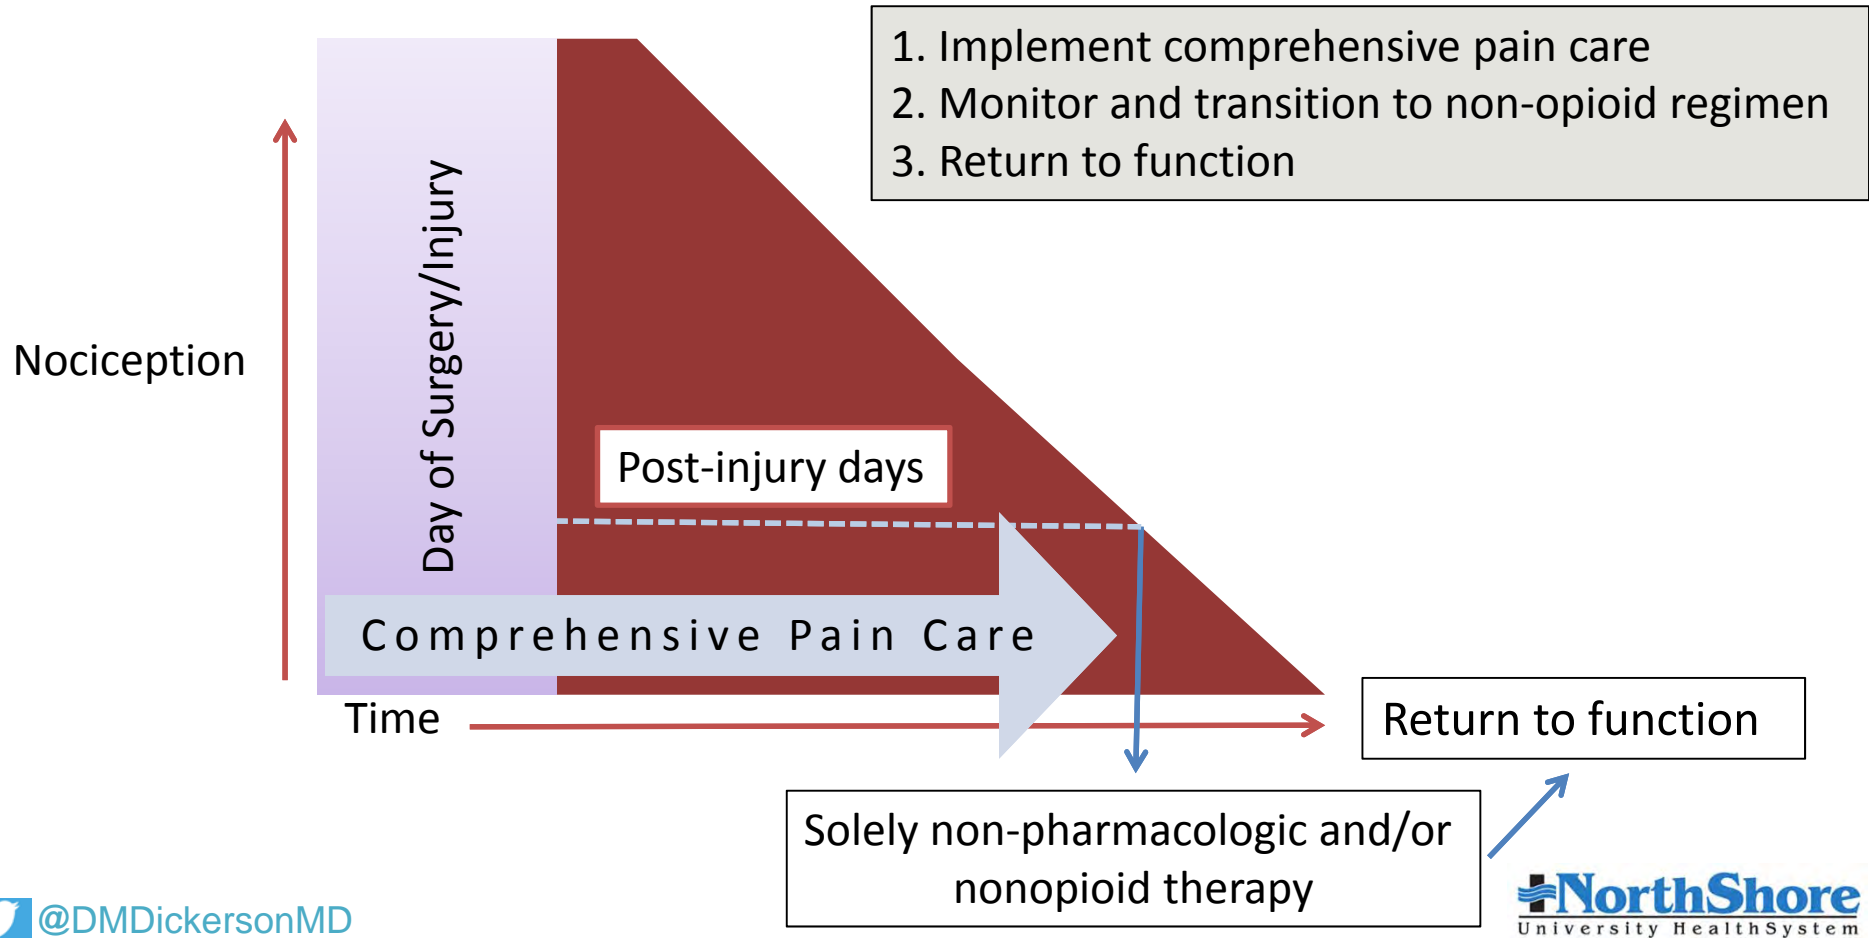 1. Implement comprehensive pain care
2. Monitor and transition to non-opioid regimen
3. Return to function
Day of Surgery/Injury
Nociception
Post-injury days
Comprehensive Pain Care
Time
Return to function
Solely non-pharmacologic and/or
nonopioid therapy
@DMDickersonMD
NorthShore
University HealthSystem